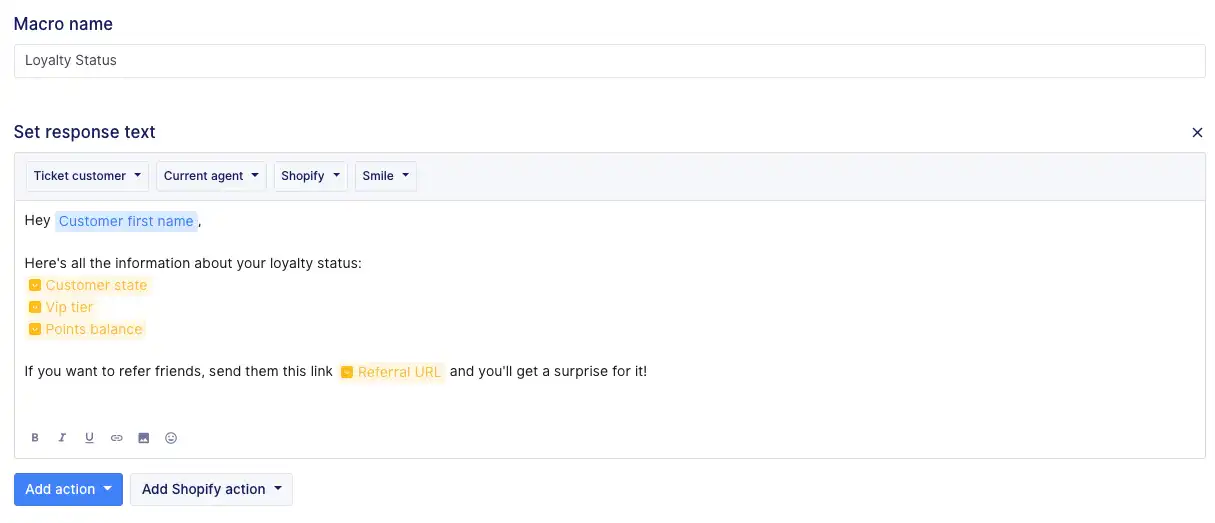 Macro name
Loyalty Status
Set response text
Ticket customer Current agent Shopify Smile
Hey Customer first name,
Here's all the information about your loyalty status:
Customer state
Vip tier
Points balance
If you want to refer friends, send them this link Referral URL and you'll get a surprise for it!
B I U
Add action Add Shopify action